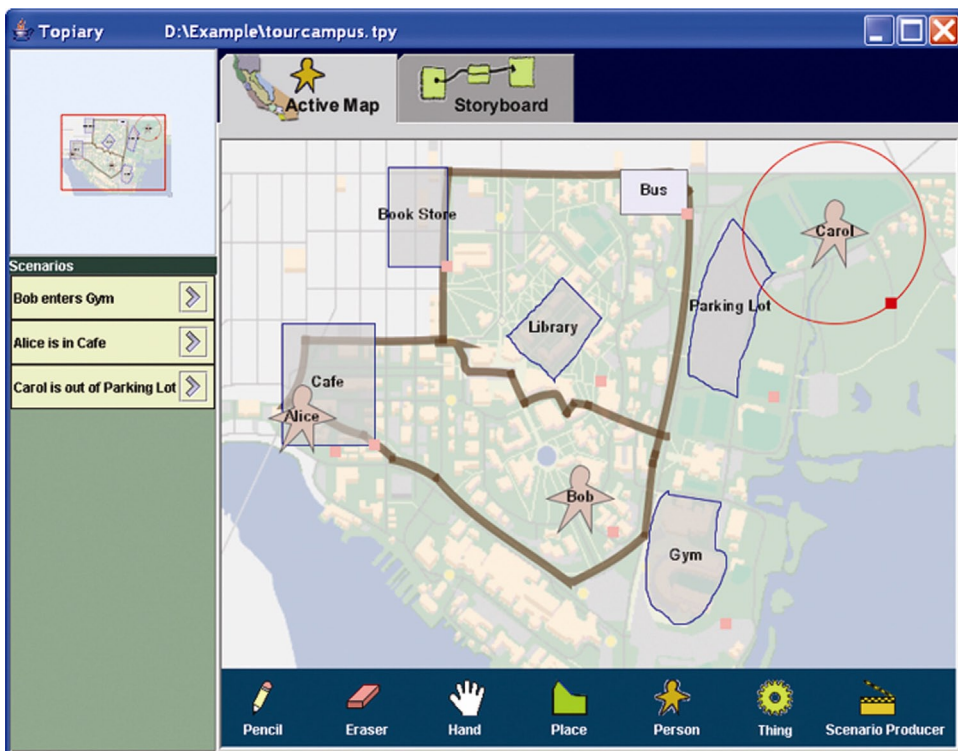 Topiary D:\Example\tourcampus.tpy
Active Map
Storyboard
Scenarios
Bob enters Gym
Alice is in Cafe
Carol is out of Parking Lot
Book Store
Bus
Carol
Parking Lot
Library
Cafe
Alice
Bob
Gym
Pencil
Eraser
Hand
Place
Person
Thing
Scenario Producer